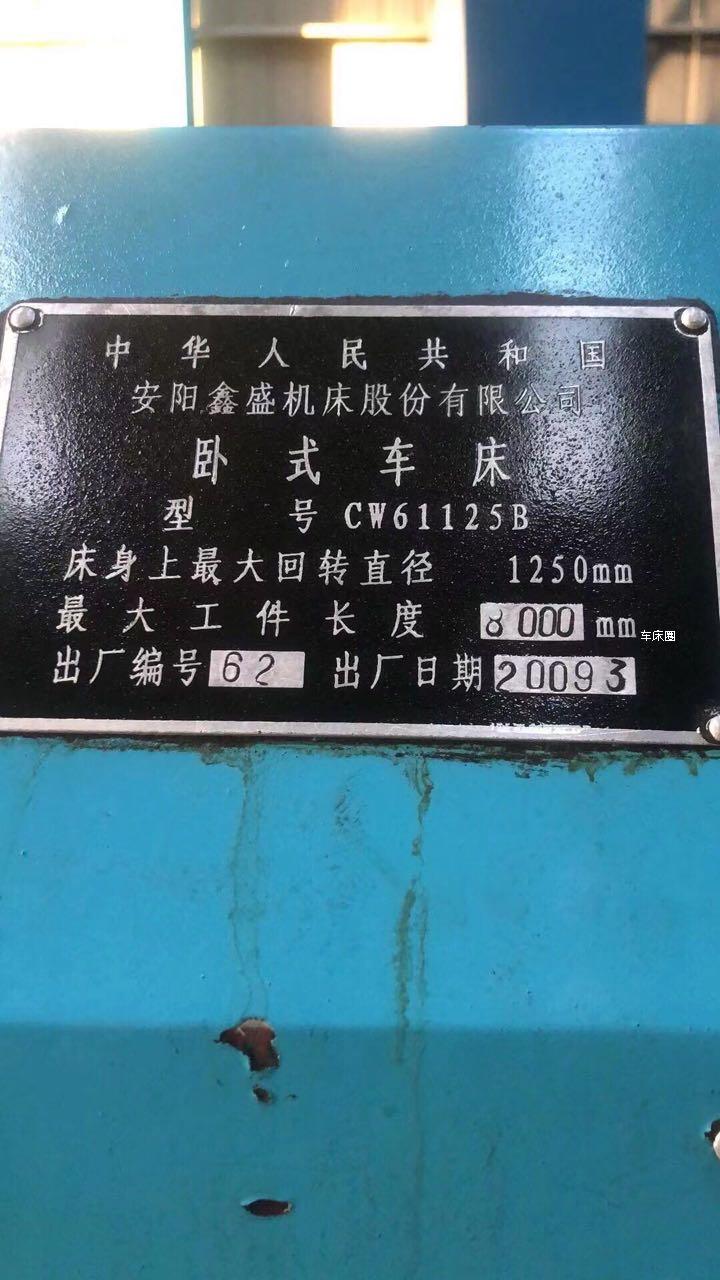 中华人民共和国
安阳鑫盛机床股份有限公司
卧式车床
型 号 CW61125B
床身上最大回转直径 1250mm
最大工件长度 8000 mm
车床圈
出厂编号 62 出厂日期 20093